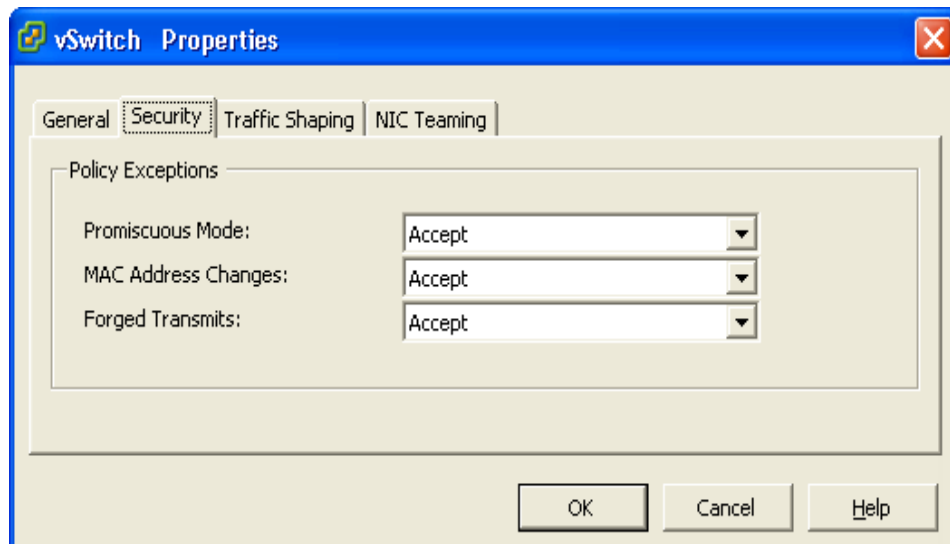 vSwitch Properties
General Security Traffic Shaping NIC Teaming
Policy Exceptions
Promiscuous Mode: Accept
MAC Address Changes: Accept
Forged Transmits: Accept
OK Cancel Help